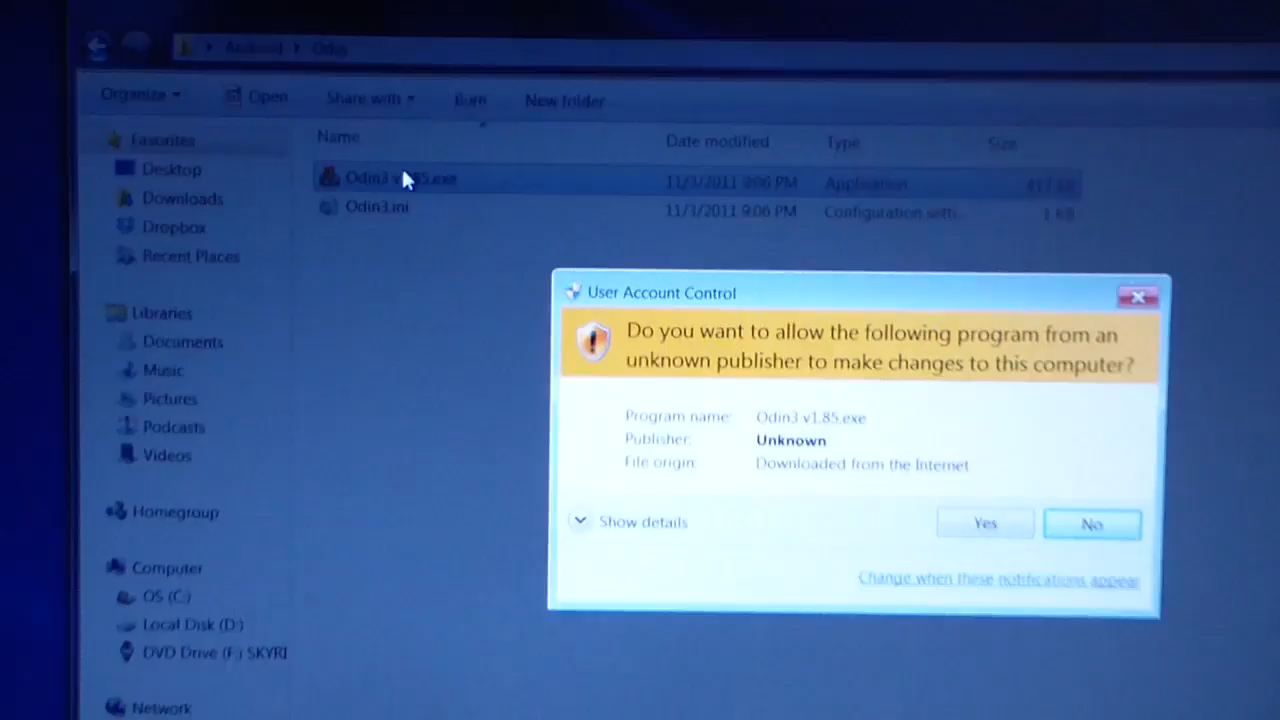 Android Odin
Organize Open Share with Burn New folder
Name Date modified Type Size
Favorites
Desktop
Downloads
Dropbox
Recent Places
Libraries
Documents
Music
Pictures
Podcasts
Videos
Homegroup
Computer
OS (C:)
Local Disk (D:)
DVD Drive (F:) SKYRI
Network
Odin3 .85.exe 11/3/2011 9:06 PM Application
Odin3.ini 11/3/2011 9:06 PM Configuration sett... 1 KB
User Account Control
Do you want to allow the following program from an
unknown publisher to make changes to this computer?
Program name: Odin3 v1.85.exe
Publisher: Unknown
File origin: Downloaded from the Internet
Show details Yes No
Change when these notifications appear